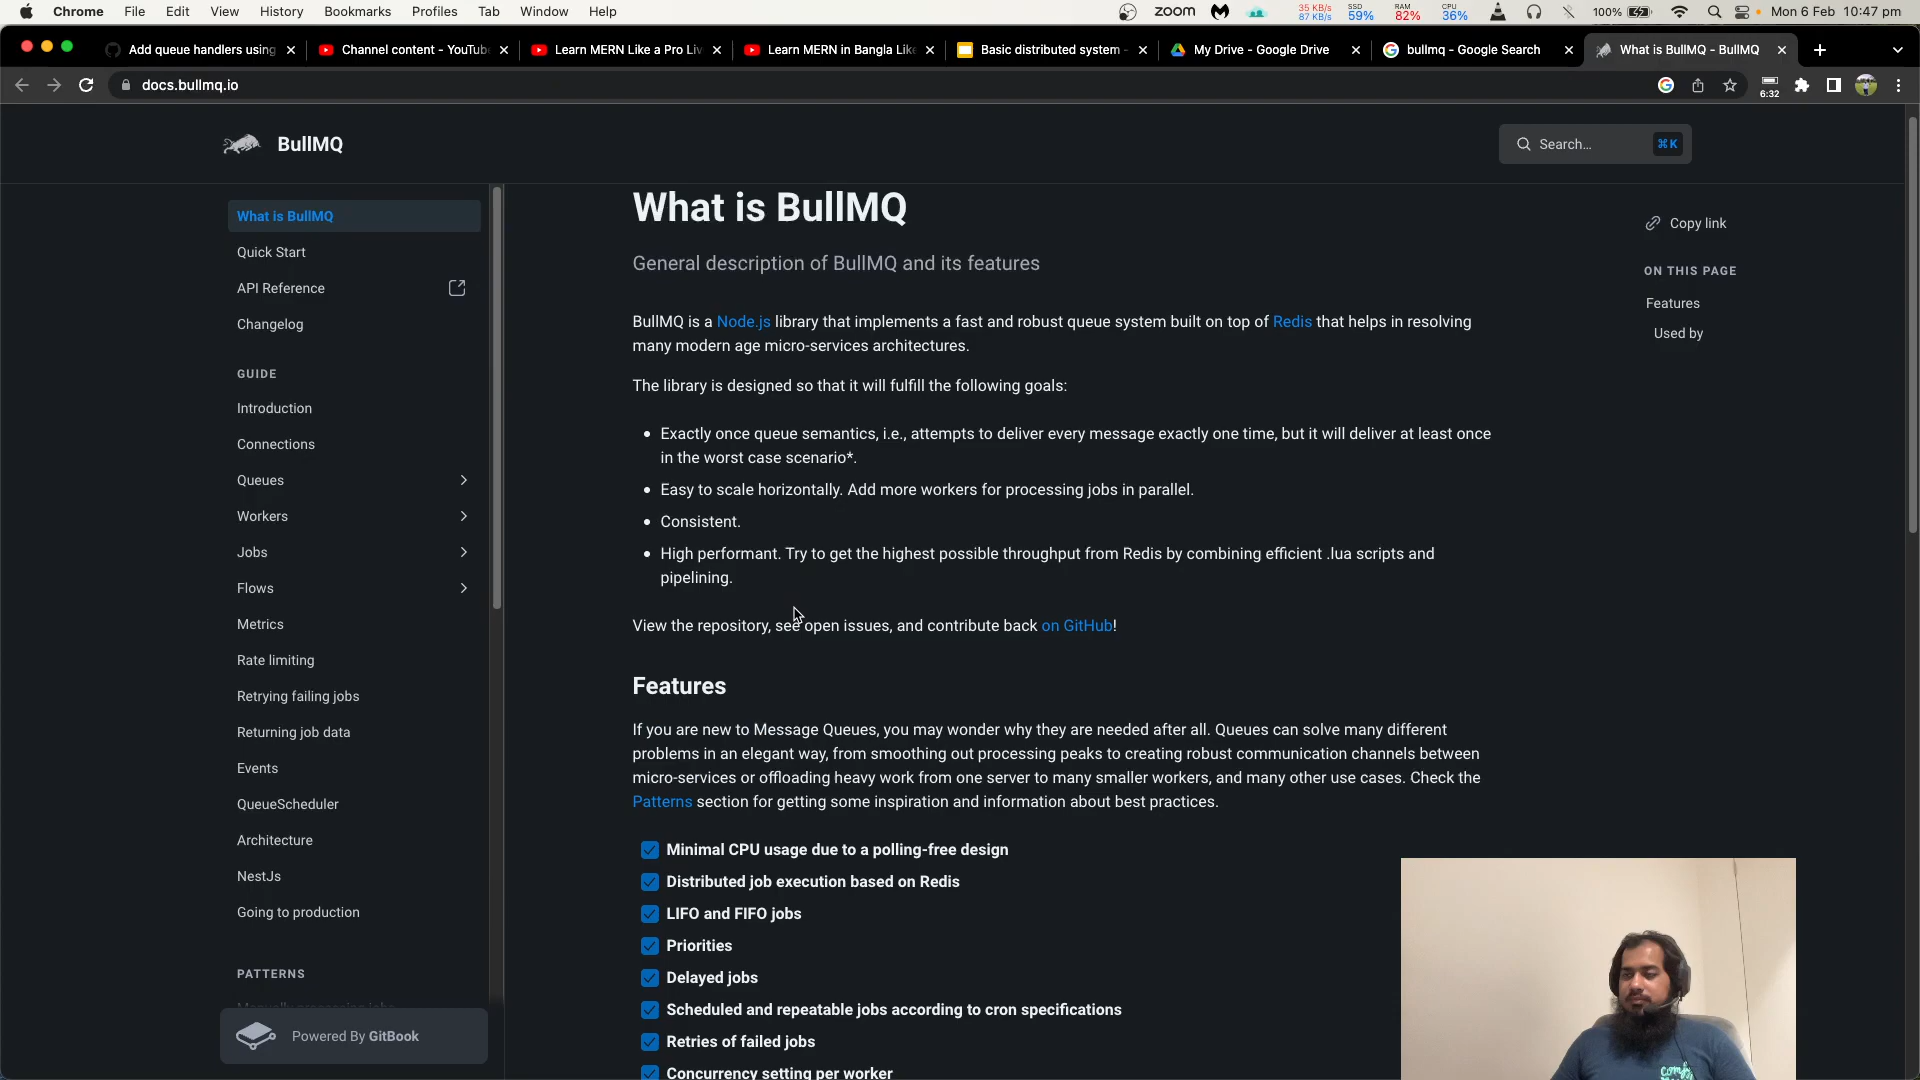 Chrome File Edit View History Bookmarks Profiles Tab Window Help
zoom 35 KB/s 87 KB/s SSD 59% RAM 82% CPU 36% 100% Mon 6 Feb 10:47 pm
Add queue handlers using
Channel content - YouTub
Learn MERN Like a Pro Liv
Learn MERN in Bangla Like
Basic distributed system -
My Drive - Google Drive
bullmq - Google Search
What is BullMQ - BullMQ
docs.bullmq.io
6:32
BullMQ
Search...
⌘K
What is BullMQ
Quick Start
API Reference
Changelog
GUIDE
Introduction
Connections
Queues
Workers
Jobs
Flows
Metrics
Rate limiting
Retrying failing jobs
Returning job data
Events
QueueScheduler
Architecture
NestJs
Going to production
PATTERNS
Powered By GitBook
What is BullMQ
General description of BullMQ and its features
BullMQ is a Node.js library that implements a fast and robust queue system built on top of Redis that helps in resolving
many modern age micro-services architectures.
The library is designed so that it will fulfill the following goals:
• Exactly once queue semantics, i.e., attempts to deliver every message exactly one time, but it will deliver at least once
in the worst case scenario*.
• Easy to scale horizontally. Add more workers for processing jobs in parallel.
• Consistent.
• High performant. Try to get the highest possible throughput from Redis by combining efficient .lua scripts and
pipelining.
View the repository, see open issues, and contribute back on GitHub!
Features
If you are new to Message Queues, you may wonder why they are needed after all. Queues can solve many different
problems in an elegant way, from smoothing out processing peaks to creating robust communication channels between
micro-services or offloading heavy work from one server to many smaller workers, and many other use cases. Check the
Patterns section for getting some inspiration and information about best practices.
Minimal CPU usage due to a polling-free design
Distributed job execution based on Redis
LIFO and FIFO jobs
Priorities
Delayed jobs
Scheduled and repeatable jobs according to cron specifications
Retries of failed jobs
Concurrency setting per worker
Copy link
ON THIS PAGE
Features
Used by